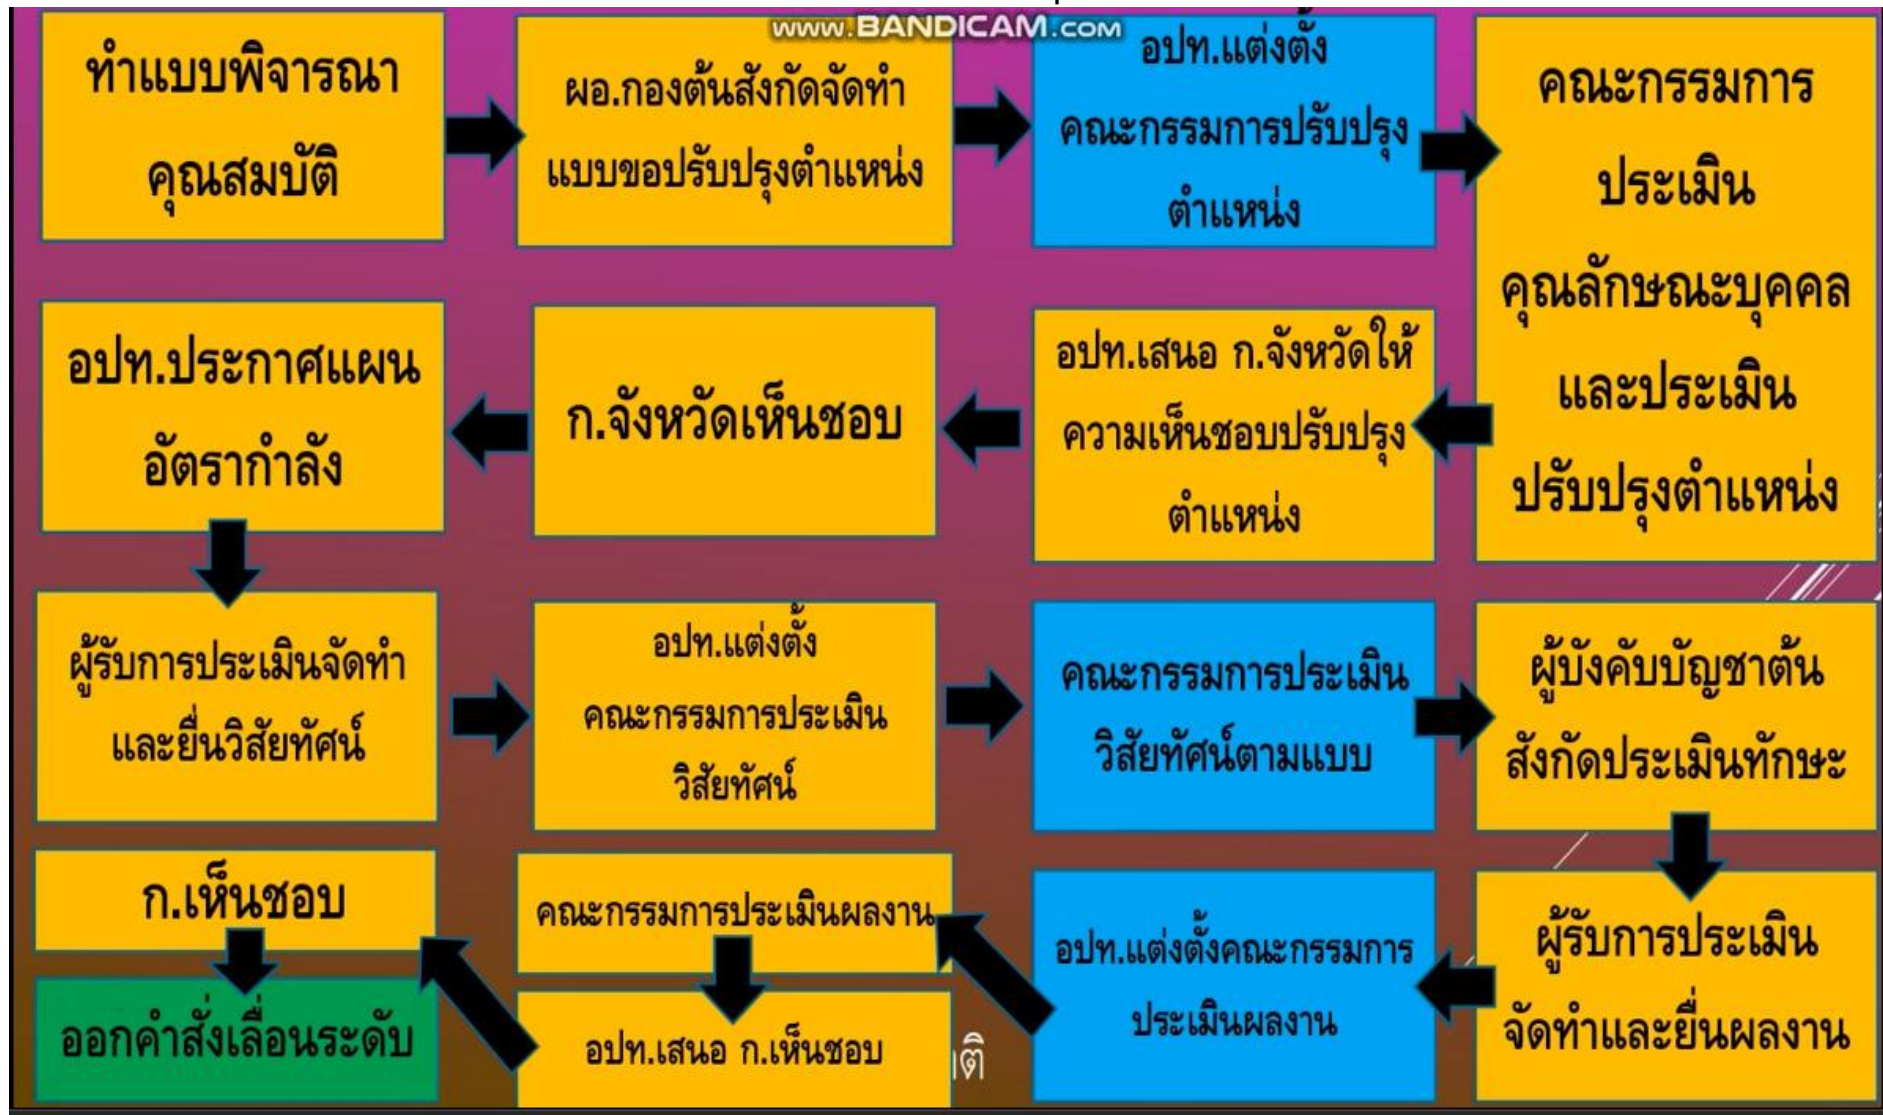 www.BANDICAM.com
ทำแบบพิจารณา
คุณสมบัติ
ผอ.กองต้นสังกัดจัดทำ
แบบขอปรับปรุงตำแหน่ง
อปท.แต่งตั้ง
คณะกรรมการปรับปรุง
ตำแหน่ง
คณะกรรมการ
ประเมิน
คุณลักษณะบุคคล
และประเมิน
ปรับปรุงตำแหน่ง
อปท.เสนอ ก.จังหวัดให้
ความเห็นชอบปรับปรุง
ตำแหน่ง
ก.จังหวัดเห็นชอบ
อปท.ประกาศแผน
อัตรากำลัง
ผู้รับการประเมินจัดทำ
และยื่นวิสัยทัศน์
อปท.แต่งตั้ง
คณะกรรมการประเมิน
วิสัยทัศน์
คณะกรรมการประเมิน
วิสัยทัศน์ตามแบบ
ผู้บังคับบัญชาต้น
สังกัดประเมินทักษะ
ผู้รับการประเมิน
จัดทำและยื่นผลงาน
อปท.แต่งตั้งคณะกรรมการ
ประเมินผลงาน
คณะกรรมการประเมินผลงาน
อปท.เสนอ ก.เห็นชอบ
ก.เห็นชอบ
ออกคำสั่งเลื่อนระดับ